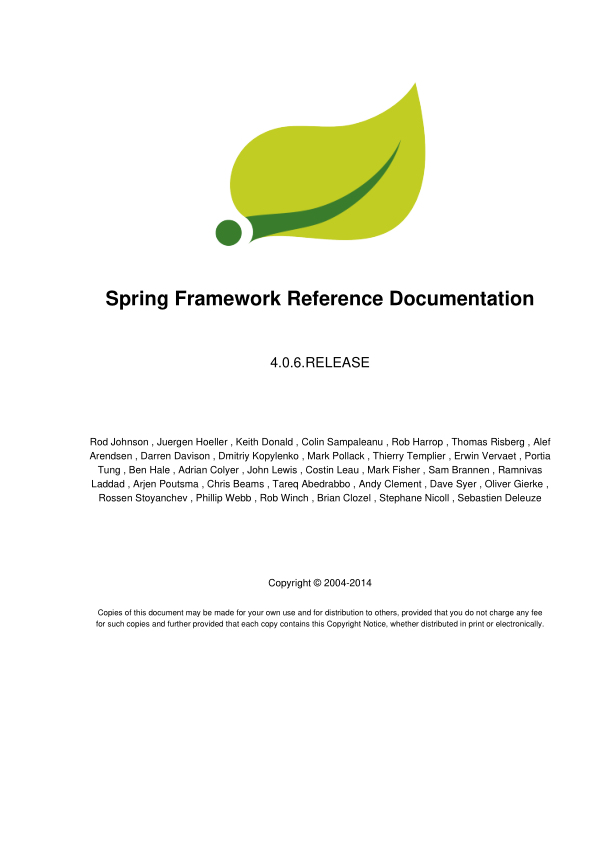 Spring Framework Reference Documentation
4.0.6.RELEASE
Rod Johnson , Juergen Hoeller , Keith Donald , Colin Sampaleanu , Rob Harrop , Thomas Risberg , Alef
Arendsen , Darren Davison , Dmitriy Kopylenko , Mark Pollack , Thierry Templier , Erwin Vervaet , Portia
Tung , Ben Hale , Adrian Colyer , John Lewis , Costin Leau , Mark Fisher , Sam Brannen , Ramnivas
Laddad , Arjen Poutsma , Chris Beams , Tareq Abedrabbo , Andy Clement , Dave Syer , Oliver Gierke ,
Rossen Stoyanchev , Phillip Webb , Rob Winch , Brian Clozel , Stephane Nicoll , Sebastien Deleuze
Copyright © 2004-2014
Copies of this document may be made for your own use and for distribution to others, provided that you do not charge any fee
for such copies and further provided that each copy contains this Copyright Notice, whether distributed in print or electronically.